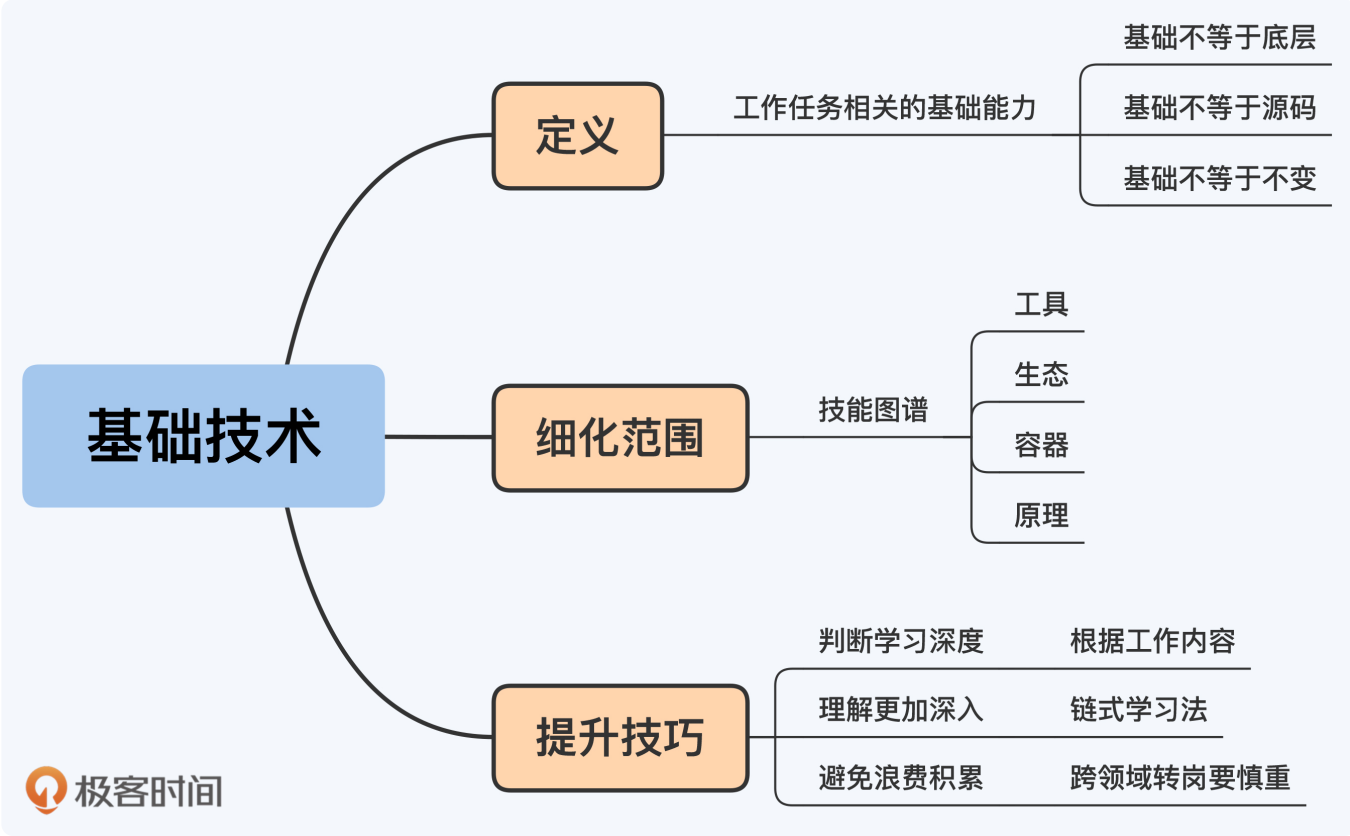 基础技术
定义
工作任务相关的基础能力
基础不等于底层
基础不等于源码
基础不等于不变
细化范围
技能图谱
工具
生态
容器
原理
提升技巧
判断学习深度
根据工作内容
理解更加深入
链式学习法
避免浪费积累
跨领域转岗要慎重
极客时间